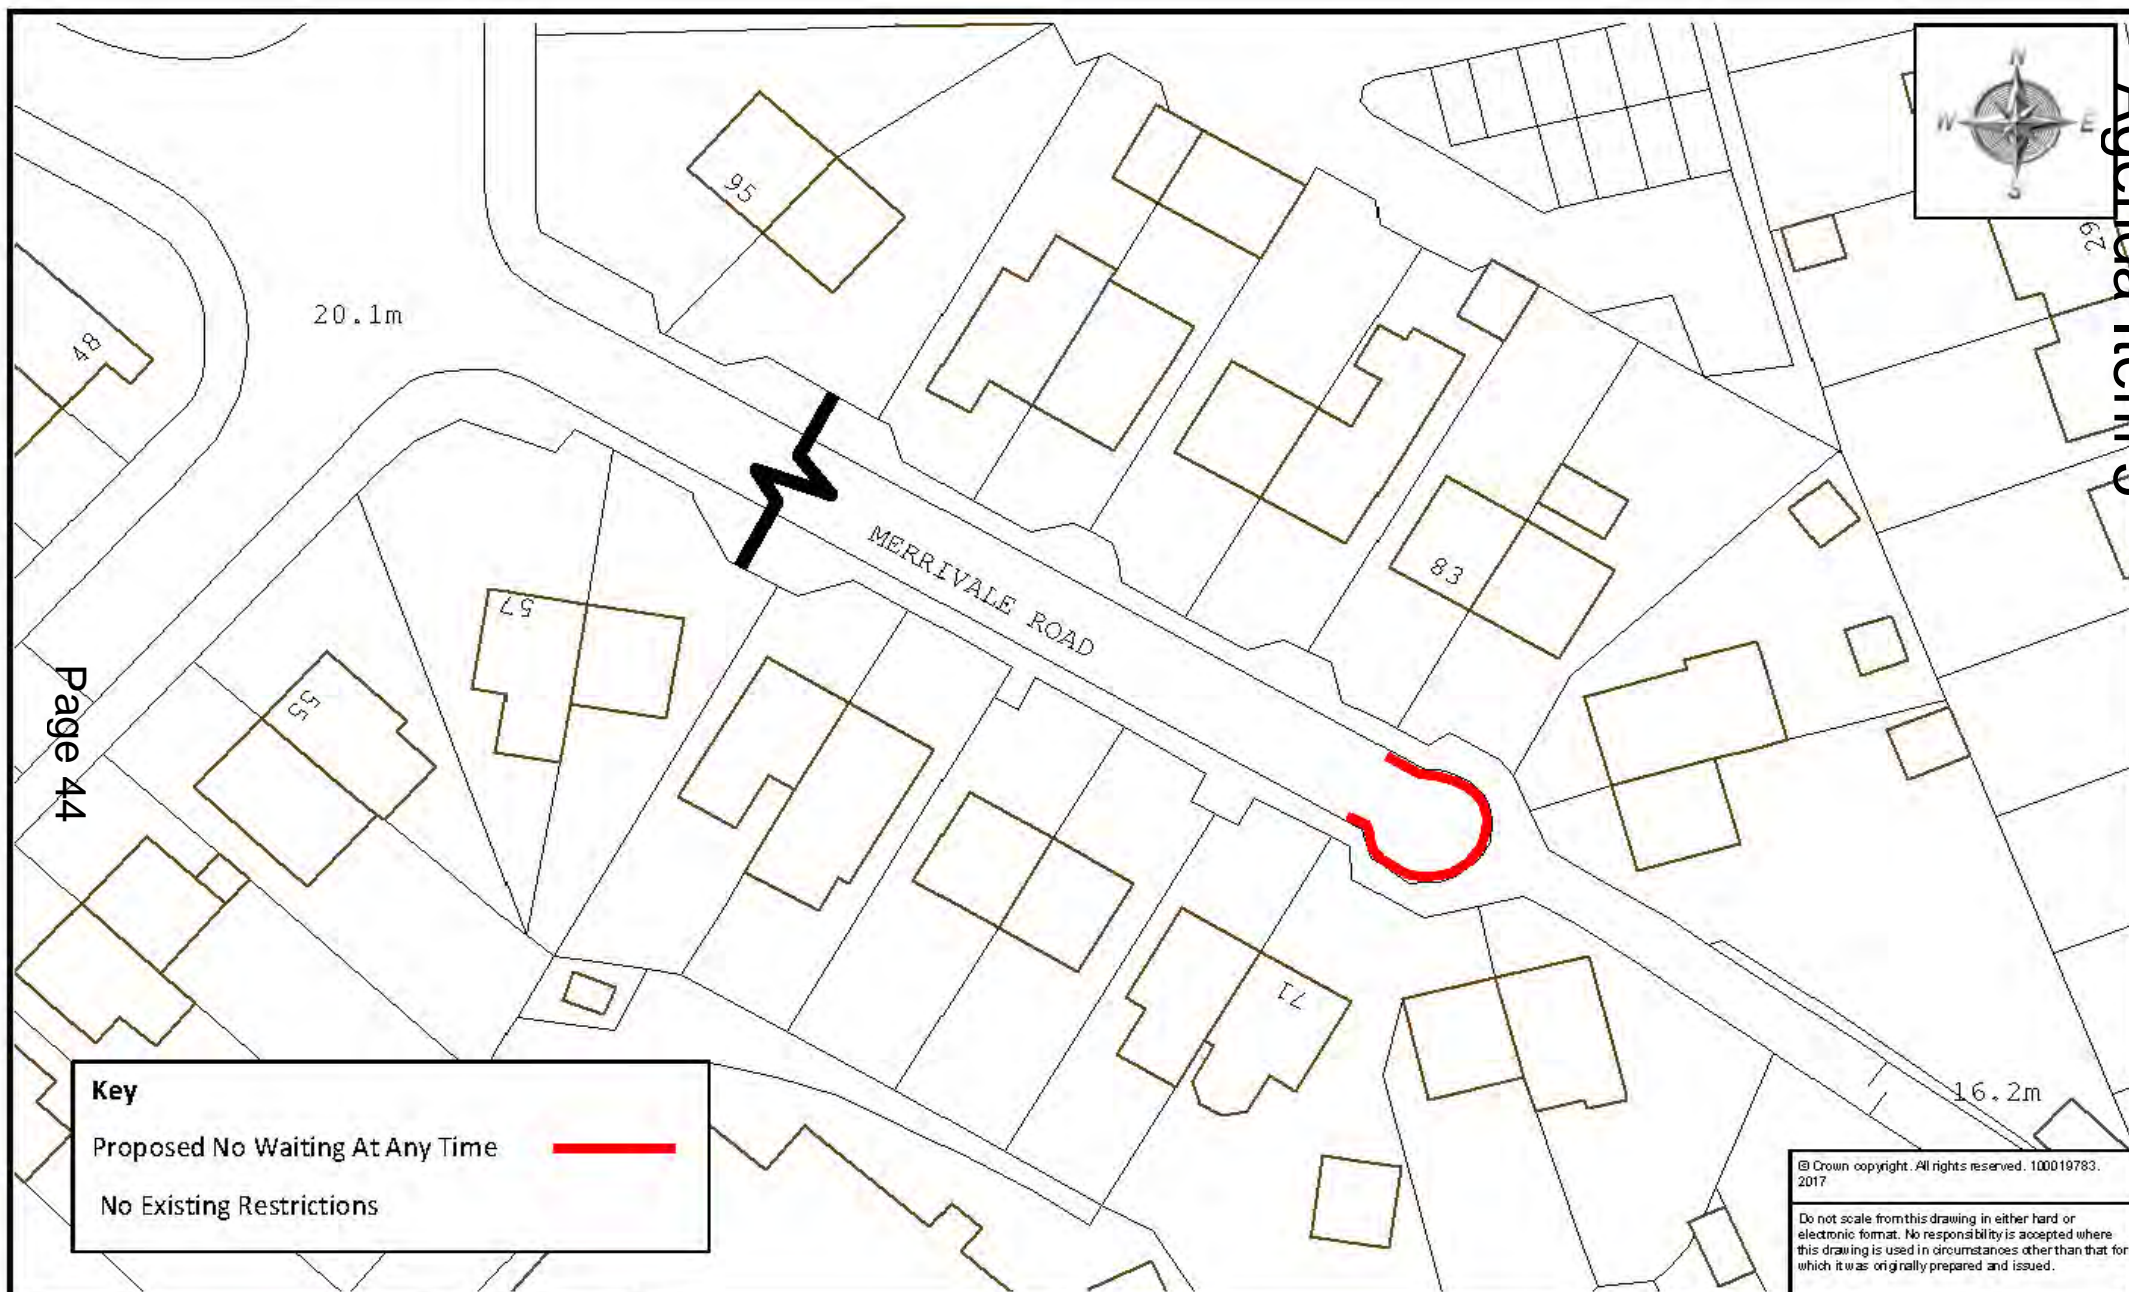 N
W E
S
Agenda Item 5
29
95
20.1m
48
MERRIVALE ROAD
83
57
55
Page 44
71
16.2m
Key
Proposed No Waiting At Any Time
No Existing Restrictions
© Crown copyright. All rights reserved. 100019783.
2017
Do not scale from this drawing in either hard or
electronic format. No responsibility is accepted where
this drawing is used in circumstances other than that for
which it was originally prepared and issued.